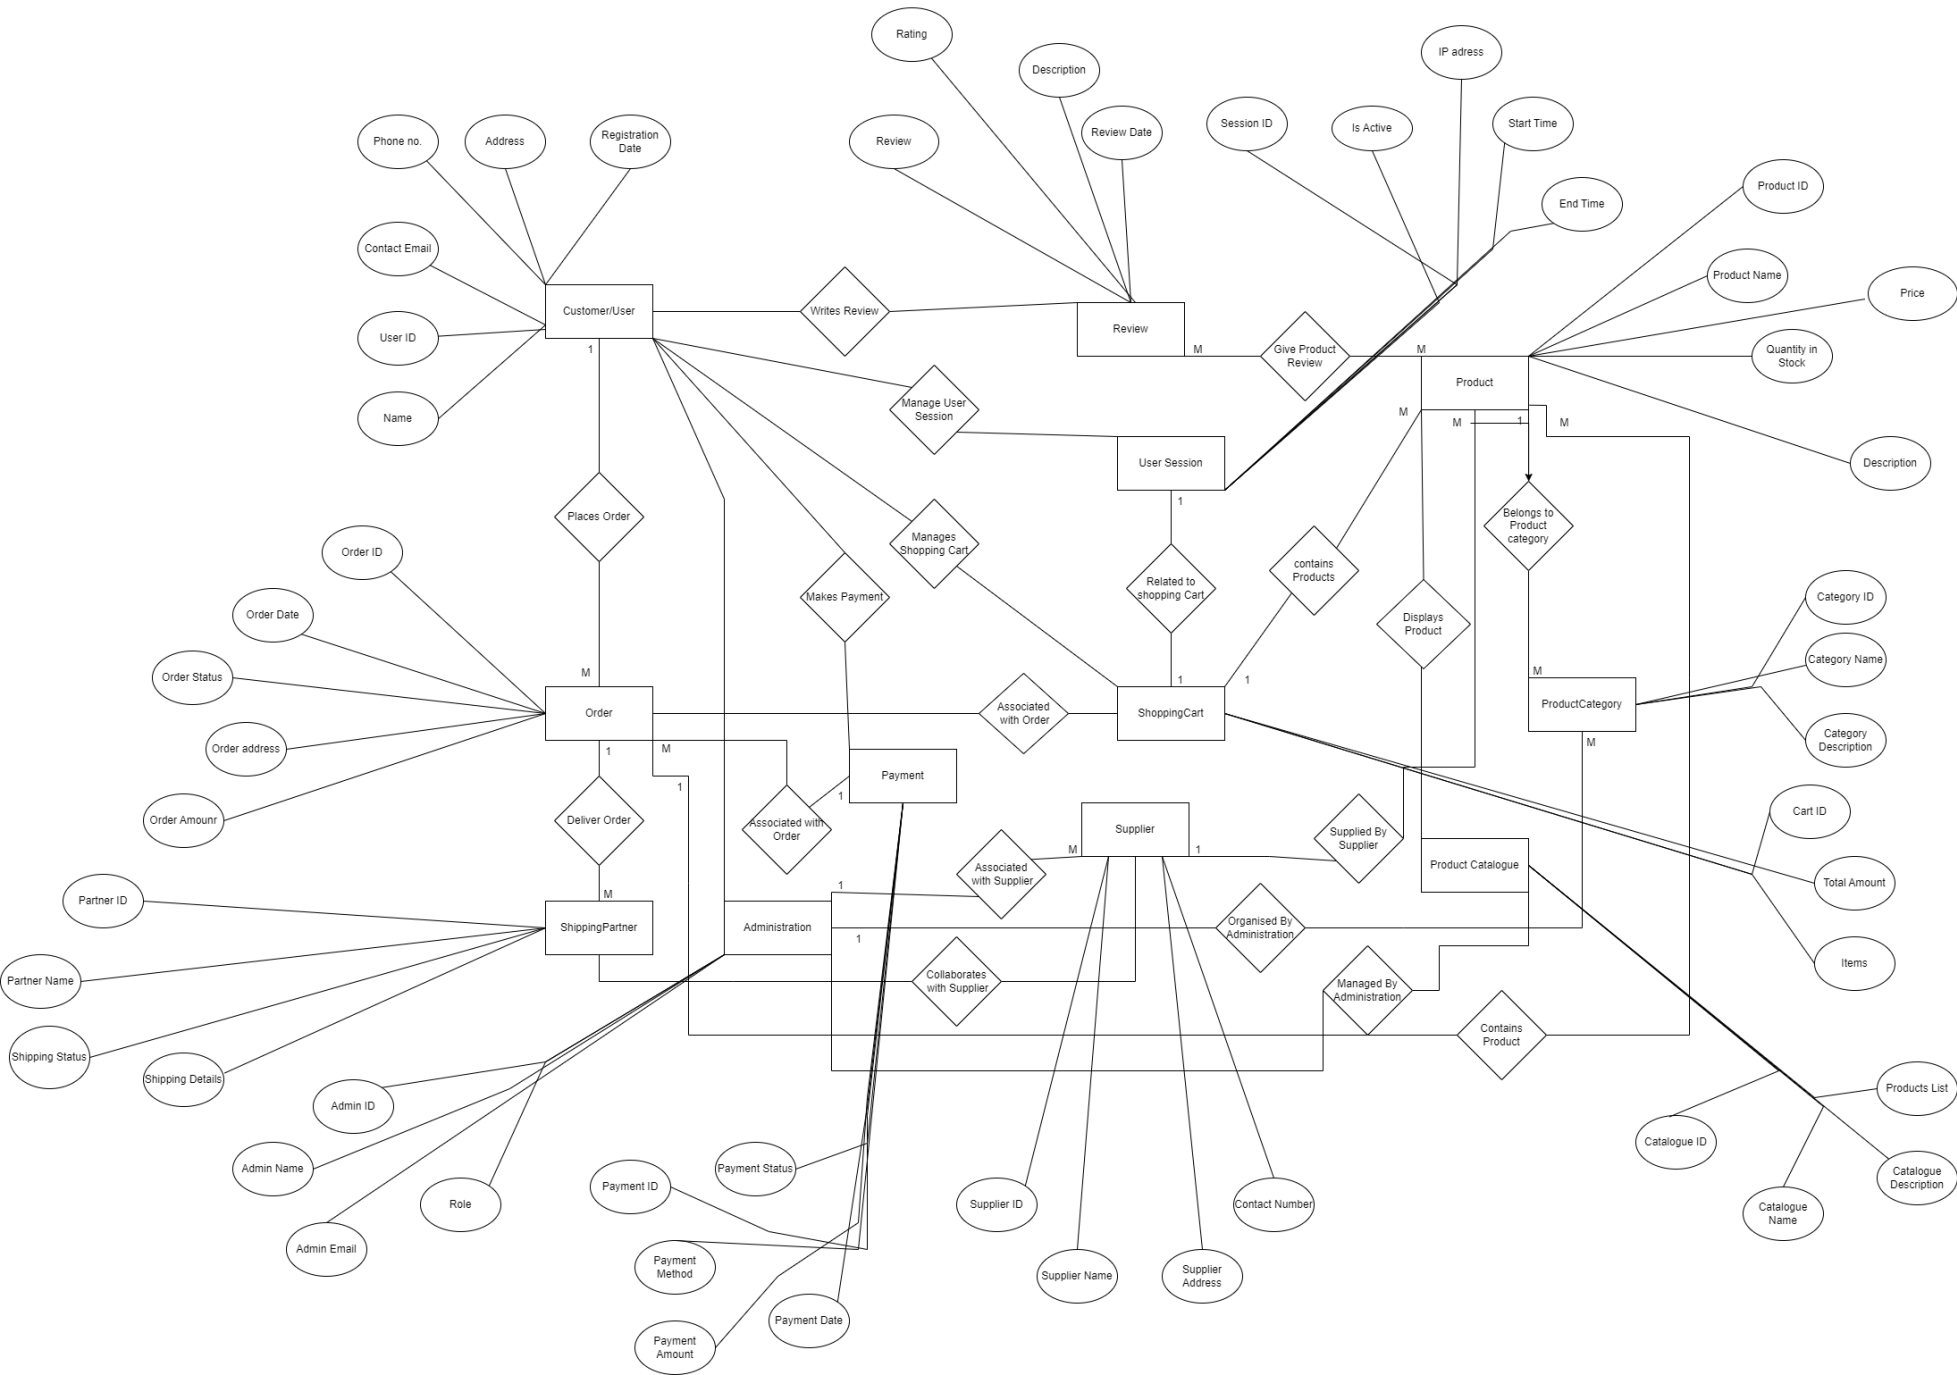 Rating
IP adress
Description
Review
Review Date
Session ID
Is Active
Start Time
Phone no.
Address
Registration
Date
Product ID
End Time
Contact Email
Product Name
Price
User ID
Customer/User
Writes Review
Review
Give Product
Review
Quantity in
Stock
1
M
M
Product
Name
Manage User
Session
M
M
1
M
User Session
Description
1
Places Order
Manages
Shopping Cart
Belongs to
Product
category
Order ID
contains
Products
Related to
shopping Cart
Makes Payment
Category ID
Order Date
Displays
Product
Category Name
Order Status
M
1
1
M
Order
Associated
with Order
ShoppingCart
ProductCategory
Order address
1
M
M
Category
Description
Payment
1
1
Order Amounr
Deliver Order
Associated with
Order
Supplier
Supplied By
Supplier
Cart ID
M
1
Product Catalogue
Associated
with Supplier
1
Total Amount
Partner ID
M
ShippingPartner
Administration
1
Organised By
Administration
Items
Partner Name
Collaborates
with Supplier
Managed By
Administration
Contains
Product
Shipping Status
Shipping Details
Products List
Admin ID
Catalogue ID
Admin Name
Payment Status
Catalogue
Description
Payment ID
Role
Supplier ID
Contact Number
Catalogue
Name
Admin Email
Payment
Method
Supplier Name
Supplier
Address
Payment Date
Payment
Amount